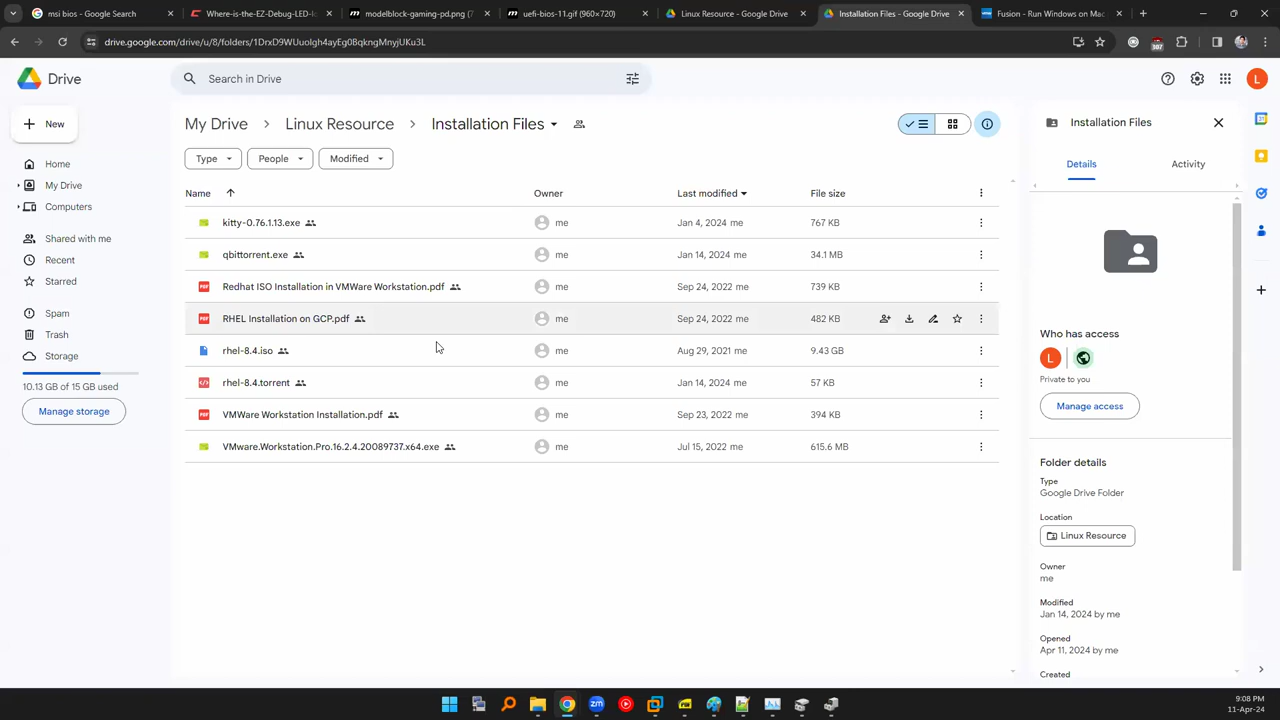 msi bios - Google Search
Where-is-the-EZ-Debug-LED-lo
modelblock-gaming-pd.png (
uefi-bios-11.gif (960×720)
Linux Resource - Google Drive
Installation Files - Google Drive
Fusion - Run Windows on Mac
drive.google.com/drive/u/8/folders/1DrxD9WUuoIgh4ayEg0BqkngMnyjUKu3L
307
Drive
Search in Drive
L
New
My Drive
Linux Resource
Installation Files
Installation Files
Type
People
Modified
Details
Activity
Home
My Drive
Computers
Shared with me
Recent
Starred
Spam
Trash
Storage
10.13 GB of 15 GB used
Manage storage
Name
Owner
Last modified
File size
kitty-0.76.1.13.exe
me
Jan 4, 2024 me
767 KB
qbittorrent.exe
me
Jan 14, 2024 me
34.1 MB
PDF
Redhat ISO Installation in VMWare Workstation.pdf
me
Sep 24, 2022 me
739 KB
PDF
RHEL Installation on GCP.pdf
me
Sep 24, 2022 me
482 KB
rhel-8.4.iso
me
Aug 29, 2021 me
9.43 GB
rhel-8.4.torrent
me
Jan 14, 2024 me
57 KB
PDF
VMWare Workstation Installation.pdf
me
Sep 23, 2022 me
394 KB
VMware.Workstation.Pro.16.2.4.20089737.x64.exe
me
Jul 15, 2022 me
615.6 MB
Who has access
L
Private to you
Manage access
Folder details
Type
Google Drive Folder
Location
Linux Resource
Owner
me
Modified
Jan 14, 2024 by me
Opened
Apr 11, 2024 by me
Created
9:08 PM
11-Apr-24